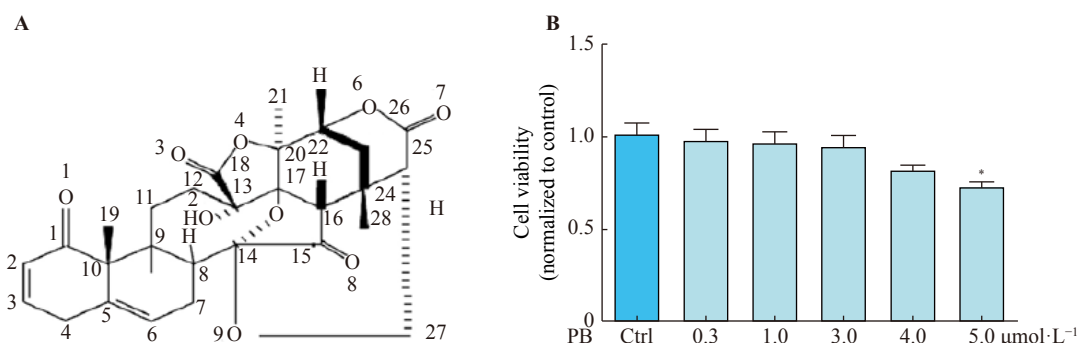 A
H
6
7
21
O
26
O
4
22
25
O
20
3
O
18
17
H
12
13
24
1
11
2
O
H
O
HO
16
28
19
H
15
1
9
14
O
2
10
8
8
3
5
7
4
6
9O
27
B
1.5
1.0
0.5
0
Cell viability
(normalized to control)
*
PB Ctrl 0.3 1.0 3.0 4.0 5.0 μmol·L⁻¹